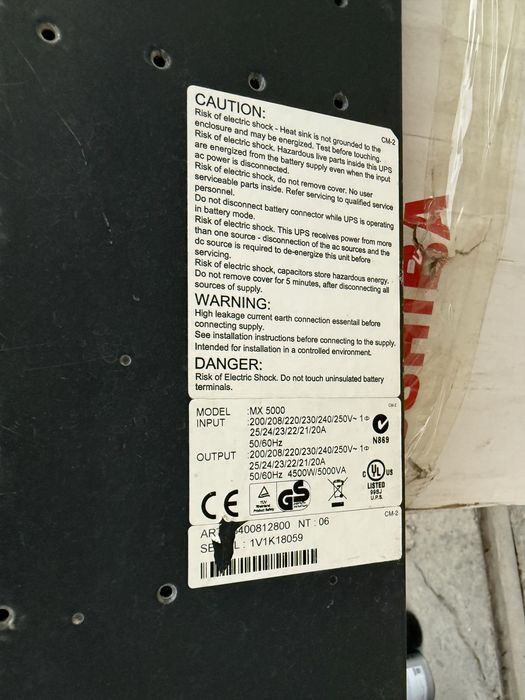 CAUTION:
CM-2
Risk of electric shock - Heat sink is not grounded to the
enclosure and may be energized. Test before touching.
Risk of electric shock. Hazardous live parts inside this UPS
are energized from the battery supply even when the input
ac power is disconnected.
Risk of electric shock, do not remove cover. No user
serviceable parts inside. Refer servicing to qualified service
personnel.
Do not disconnect battery connector while UPS is operating
in battery mode.
Risk of electric shock. This UPS receives power from more
than one source - disconnection of the ac sources and the
dc source is required to de-energize this unit before
servicing.
Risk of electric shock, capacitors store hazardous energy.
Do not remove cover for 5 minutes, after disconnecting all
sources of supply.
WARNING:
High leakage current earth connection essentail before
connecting supply.
See installation instructions before connecting to the supply.
Intended for installation in a controlled environment.
DANGER:
Risk of Electric Shock. Do not touch uninsulated battery
terminals.
CM-2
MODEL :MX 5000
INPUT :200/208/220/230/240/250V~ 1Φ
25/24/23/22/21/20A
50/60Hz
N869
OUTPUT :200/208/220/230/240/250V~ 1Φ
25/24/23/22/21/20A
50/60Hz 4500W/5000VA
CE
TÜV
GS
C UL US
LISTED
99BJ
U.P.S.
CM-2
400812800 NT : 06
: 1V1K18059